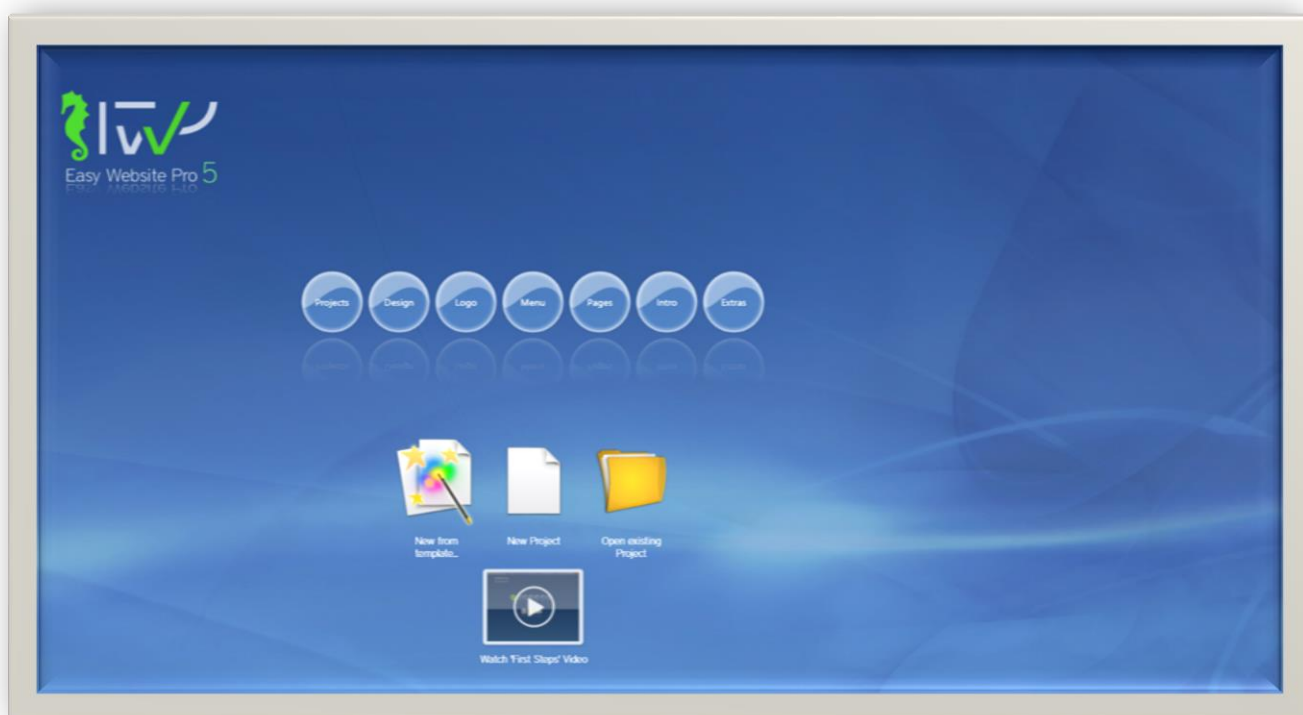 Easy Website Pro 5
Projects
Design
Logo
Menu
Pages
Intro
Extras
New from
template...
New Project
Open existing
Project
Watch 'First Steps' Video